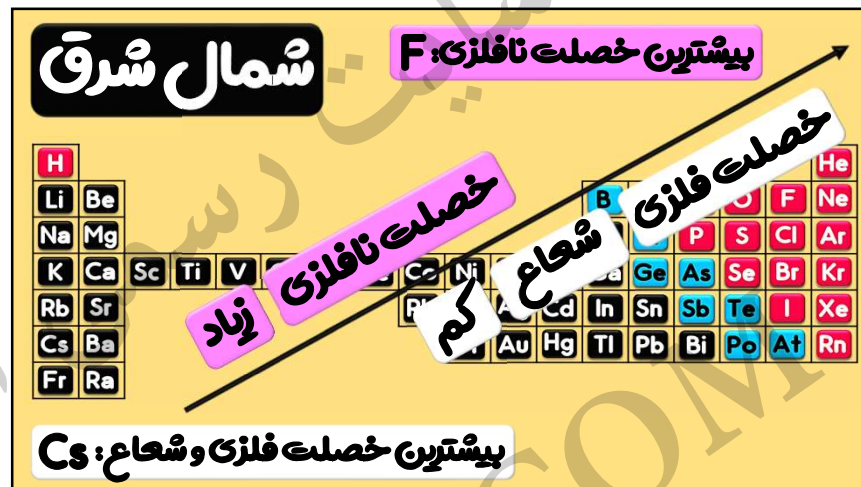 شمال شرق
بیشترین خصلت نافلزی: F
خصلت نافلزی زیاد
خصلت فلزی شعاع کم
H He
Li Be B O F Ne
Na Mg P S Cl Ar
K Ca Sc Ti V Co Ni Ge As Se Br Kr
Rb Sr Cd In Sn Sb Te I Xe
Cs Ba Au Hg Tl Pb Bi Po At Rn
Fr Ra
بیشترین خصلت فلزی و شعاع: Cs
COM